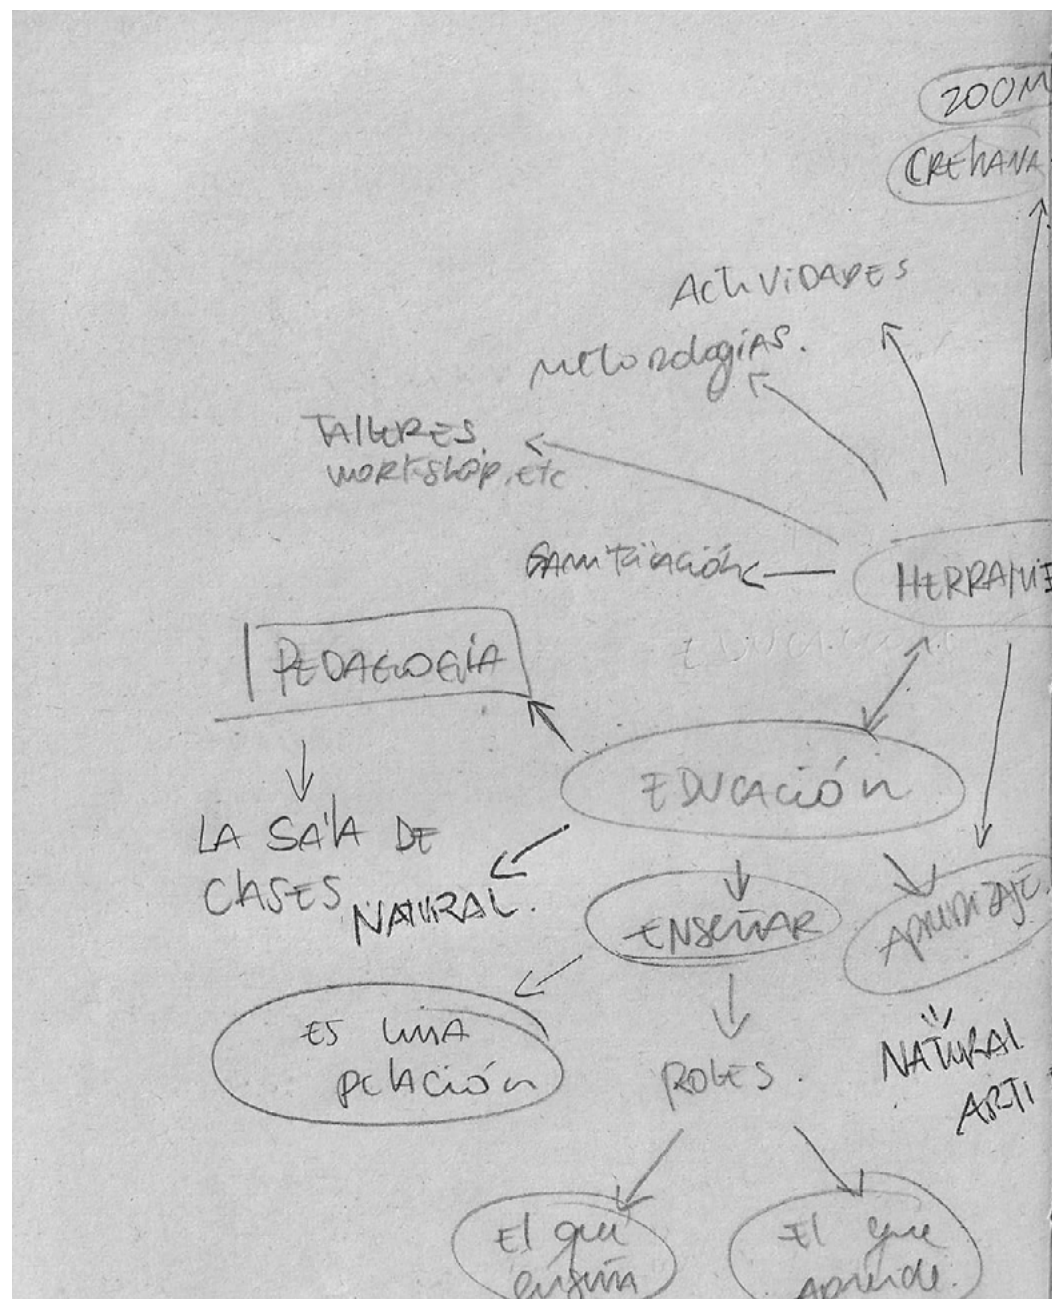 ZOOM
CREhANA
ActiVIDADES
metodologías.
TAllERES
workshop, etc
GAMificación
HERRAMIE
PEDAGOGÍA
EDUCACIÓN
LA SALA DE
CLASES
NATURAL.
ENSEÑAR
APRENDIZAJE
ES UNA
RELACIÓN
ROLES.
NATURAL
ARTI
El que
enseña
El que
Aprende.